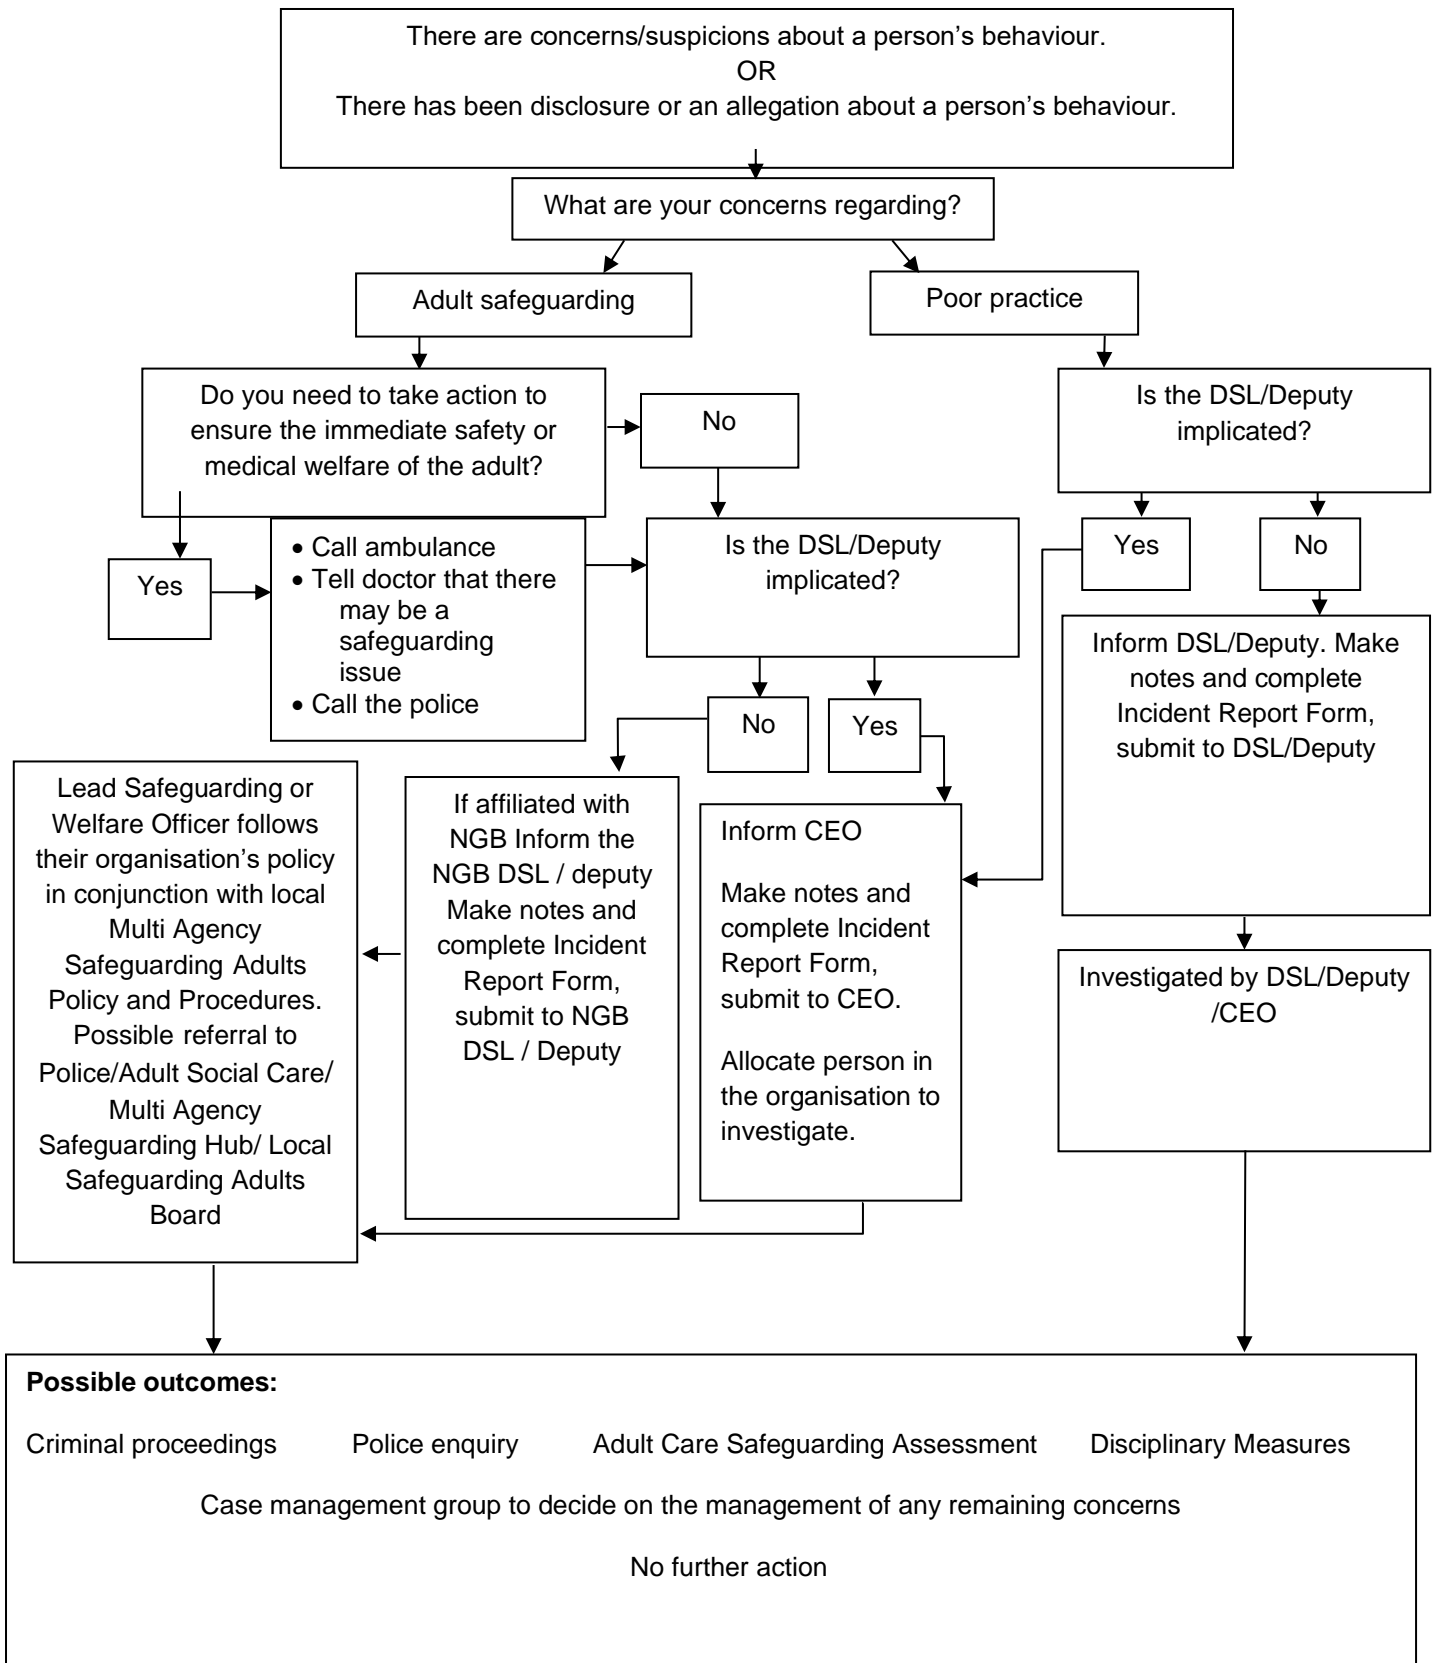 There are concerns/suspicions about a person’s behaviour.
OR
There has been disclosure or an allegation about a person’s behaviour.
What are your concerns regarding?
Adult safeguarding
Poor practice
Do you need to take action to
ensure the immediate safety or
medical welfare of the adult?
No
Is the DSL/Deputy
implicated?
Yes
• Call ambulance
• Tell doctor that there
may be a
safeguarding
issue
• Call the police
Is the DSL/Deputy
implicated?
Yes
No
No
Yes
Inform DSL/Deputy. Make
notes and complete
Incident Report Form,
submit to DSL/Deputy
Lead Safeguarding or
Welfare Officer follows
their organisation’s policy
in conjunction with local
Multi Agency
Safeguarding Adults
Policy and Procedures.
Possible referral to
Police/Adult Social Care/
Multi Agency
Safeguarding Hub/ Local
Safeguarding Adults
Board
If affiliated with
NGB Inform the
NGB DSL / deputy
Make notes and
complete Incident
Report Form,
submit to NGB
DSL / Deputy
Inform CEO
Make notes and
complete Incident
Report Form,
submit to CEO.
Allocate person in
the organisation to
investigate.
Investigated by DSL/Deputy
/CEO
Possible outcomes:
Criminal proceedings Police enquiry Adult Care Safeguarding Assessment Disciplinary Measures
Case management group to decide on the management of any remaining concerns
No further action